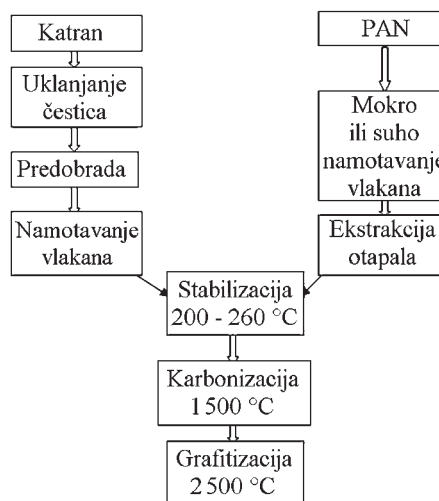 Katran
Uklanjanje
čestica
Predobrada
Namotavanje
vlakana
PAN
Mokro
ili suho
namotavanje
vlakana
Ekstrakcija
otapala
Stabilizacija
200 - 260 °C
Karbonizacija
1 500 °C
Grafitizacija
2 500 °C